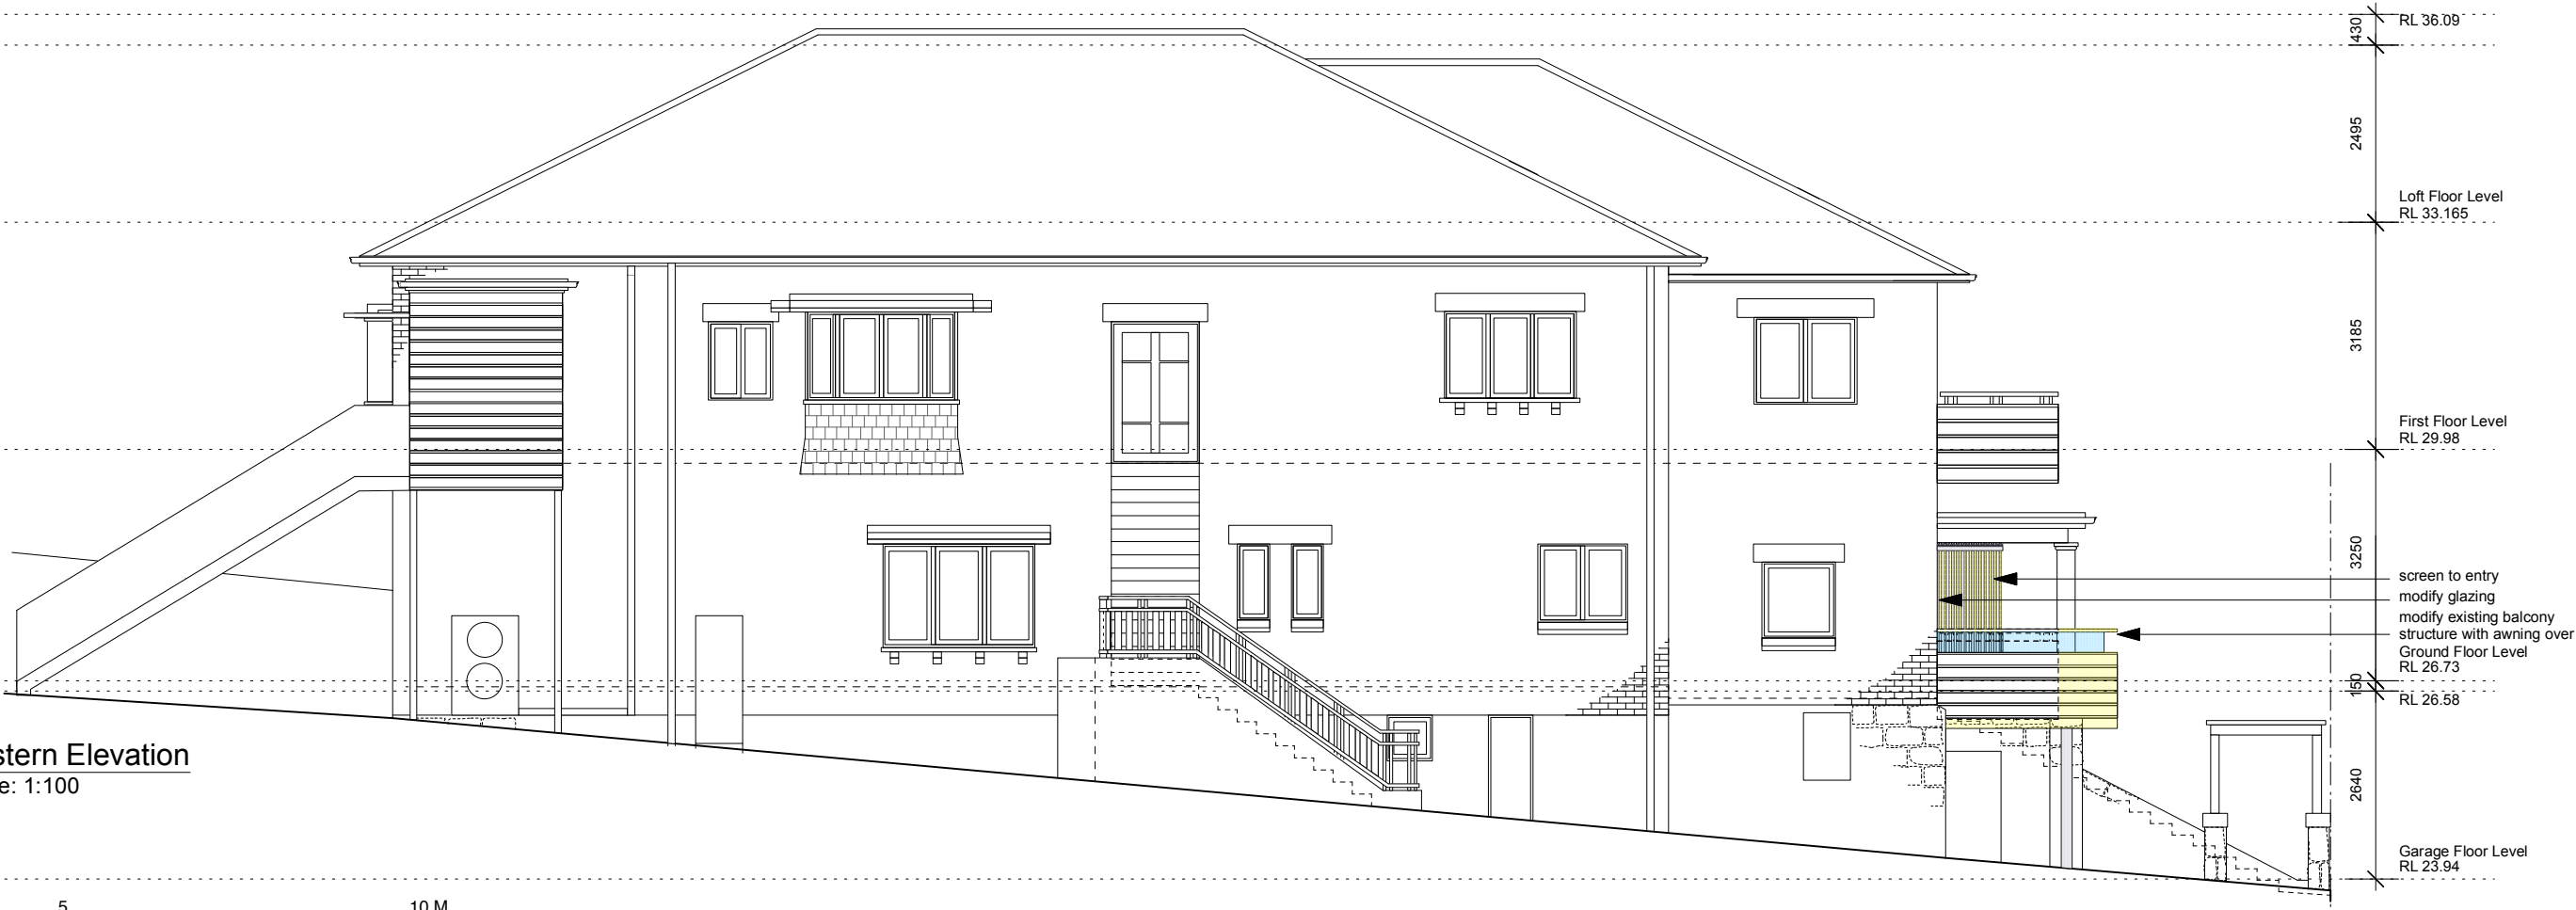 RL 36.09
430
2495
Loft Floor Level
RL 33.165
3185
First Floor Level
RL 29.98
3250
screen to entry
modify glazing
modify existing balcony
structure with awning over
Ground Floor Level
RL 26.73
150
RL 26.58
2640
Garage Floor Level
RL 23.94
stern Elevation
e: 1:100
5
10 M